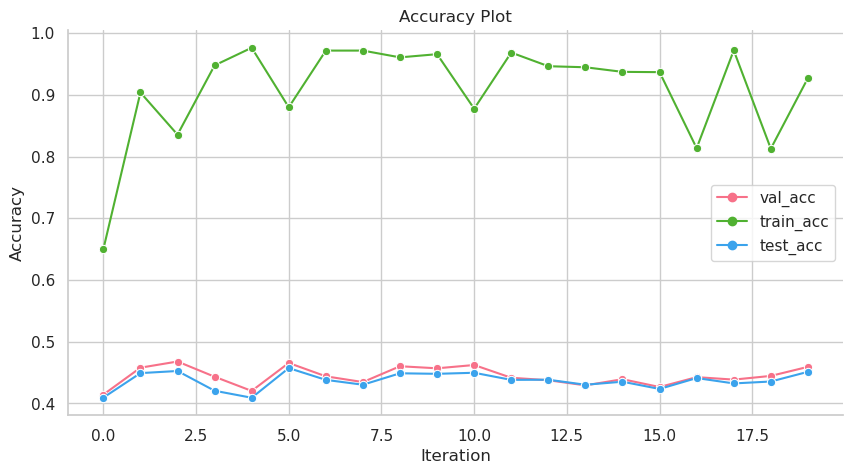 Accuracy Plot
1.0
0.9
0.8
0.7
0.6
0.5
0.4
Accuracy
val_acc
train_acc
test_acc
0.0 2.5 5.0 7.5 10.0 12.5 15.0 17.5
Iteration